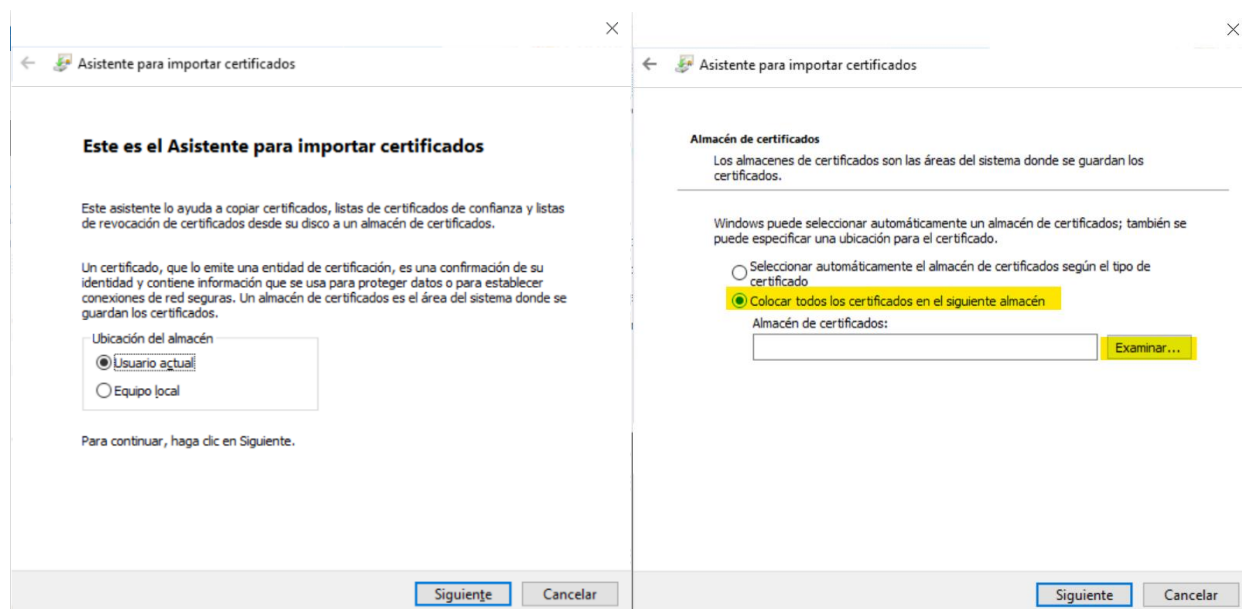 Asistente para importar certificados
Este es el Asistente para importar certificados
Este asistente lo ayuda a copiar certificados, listas de certificados de confianza y listas
de revocación de certificados desde su disco a un almacén de certificados.
Un certificado, que lo emite una entidad de certificación, es una confirmación de su
identidad y contiene información que se usa para proteger datos o para establecer
conexiones de red seguras. Un almacén de certificados es el área del sistema donde se
guardan los certificados.
Ubicación del almacén
Usuario actual
Equipo local
Para continuar, haga clic en Siguiente.
Siguiente
Cancelar
Asistente para importar certificados
Almacén de certificados
Los almacenes de certificados son las áreas del sistema donde se guardan los
certificados.
Windows puede seleccionar automáticamente un almacén de certificados; también se
puede especificar una ubicación para el certificado.
Seleccionar automáticamente el almacén de certificados según el tipo de
certificado
Colocar todos los certificados en el siguiente almacén
Almacén de certificados:
Examinar...
Siguiente
Cancelar